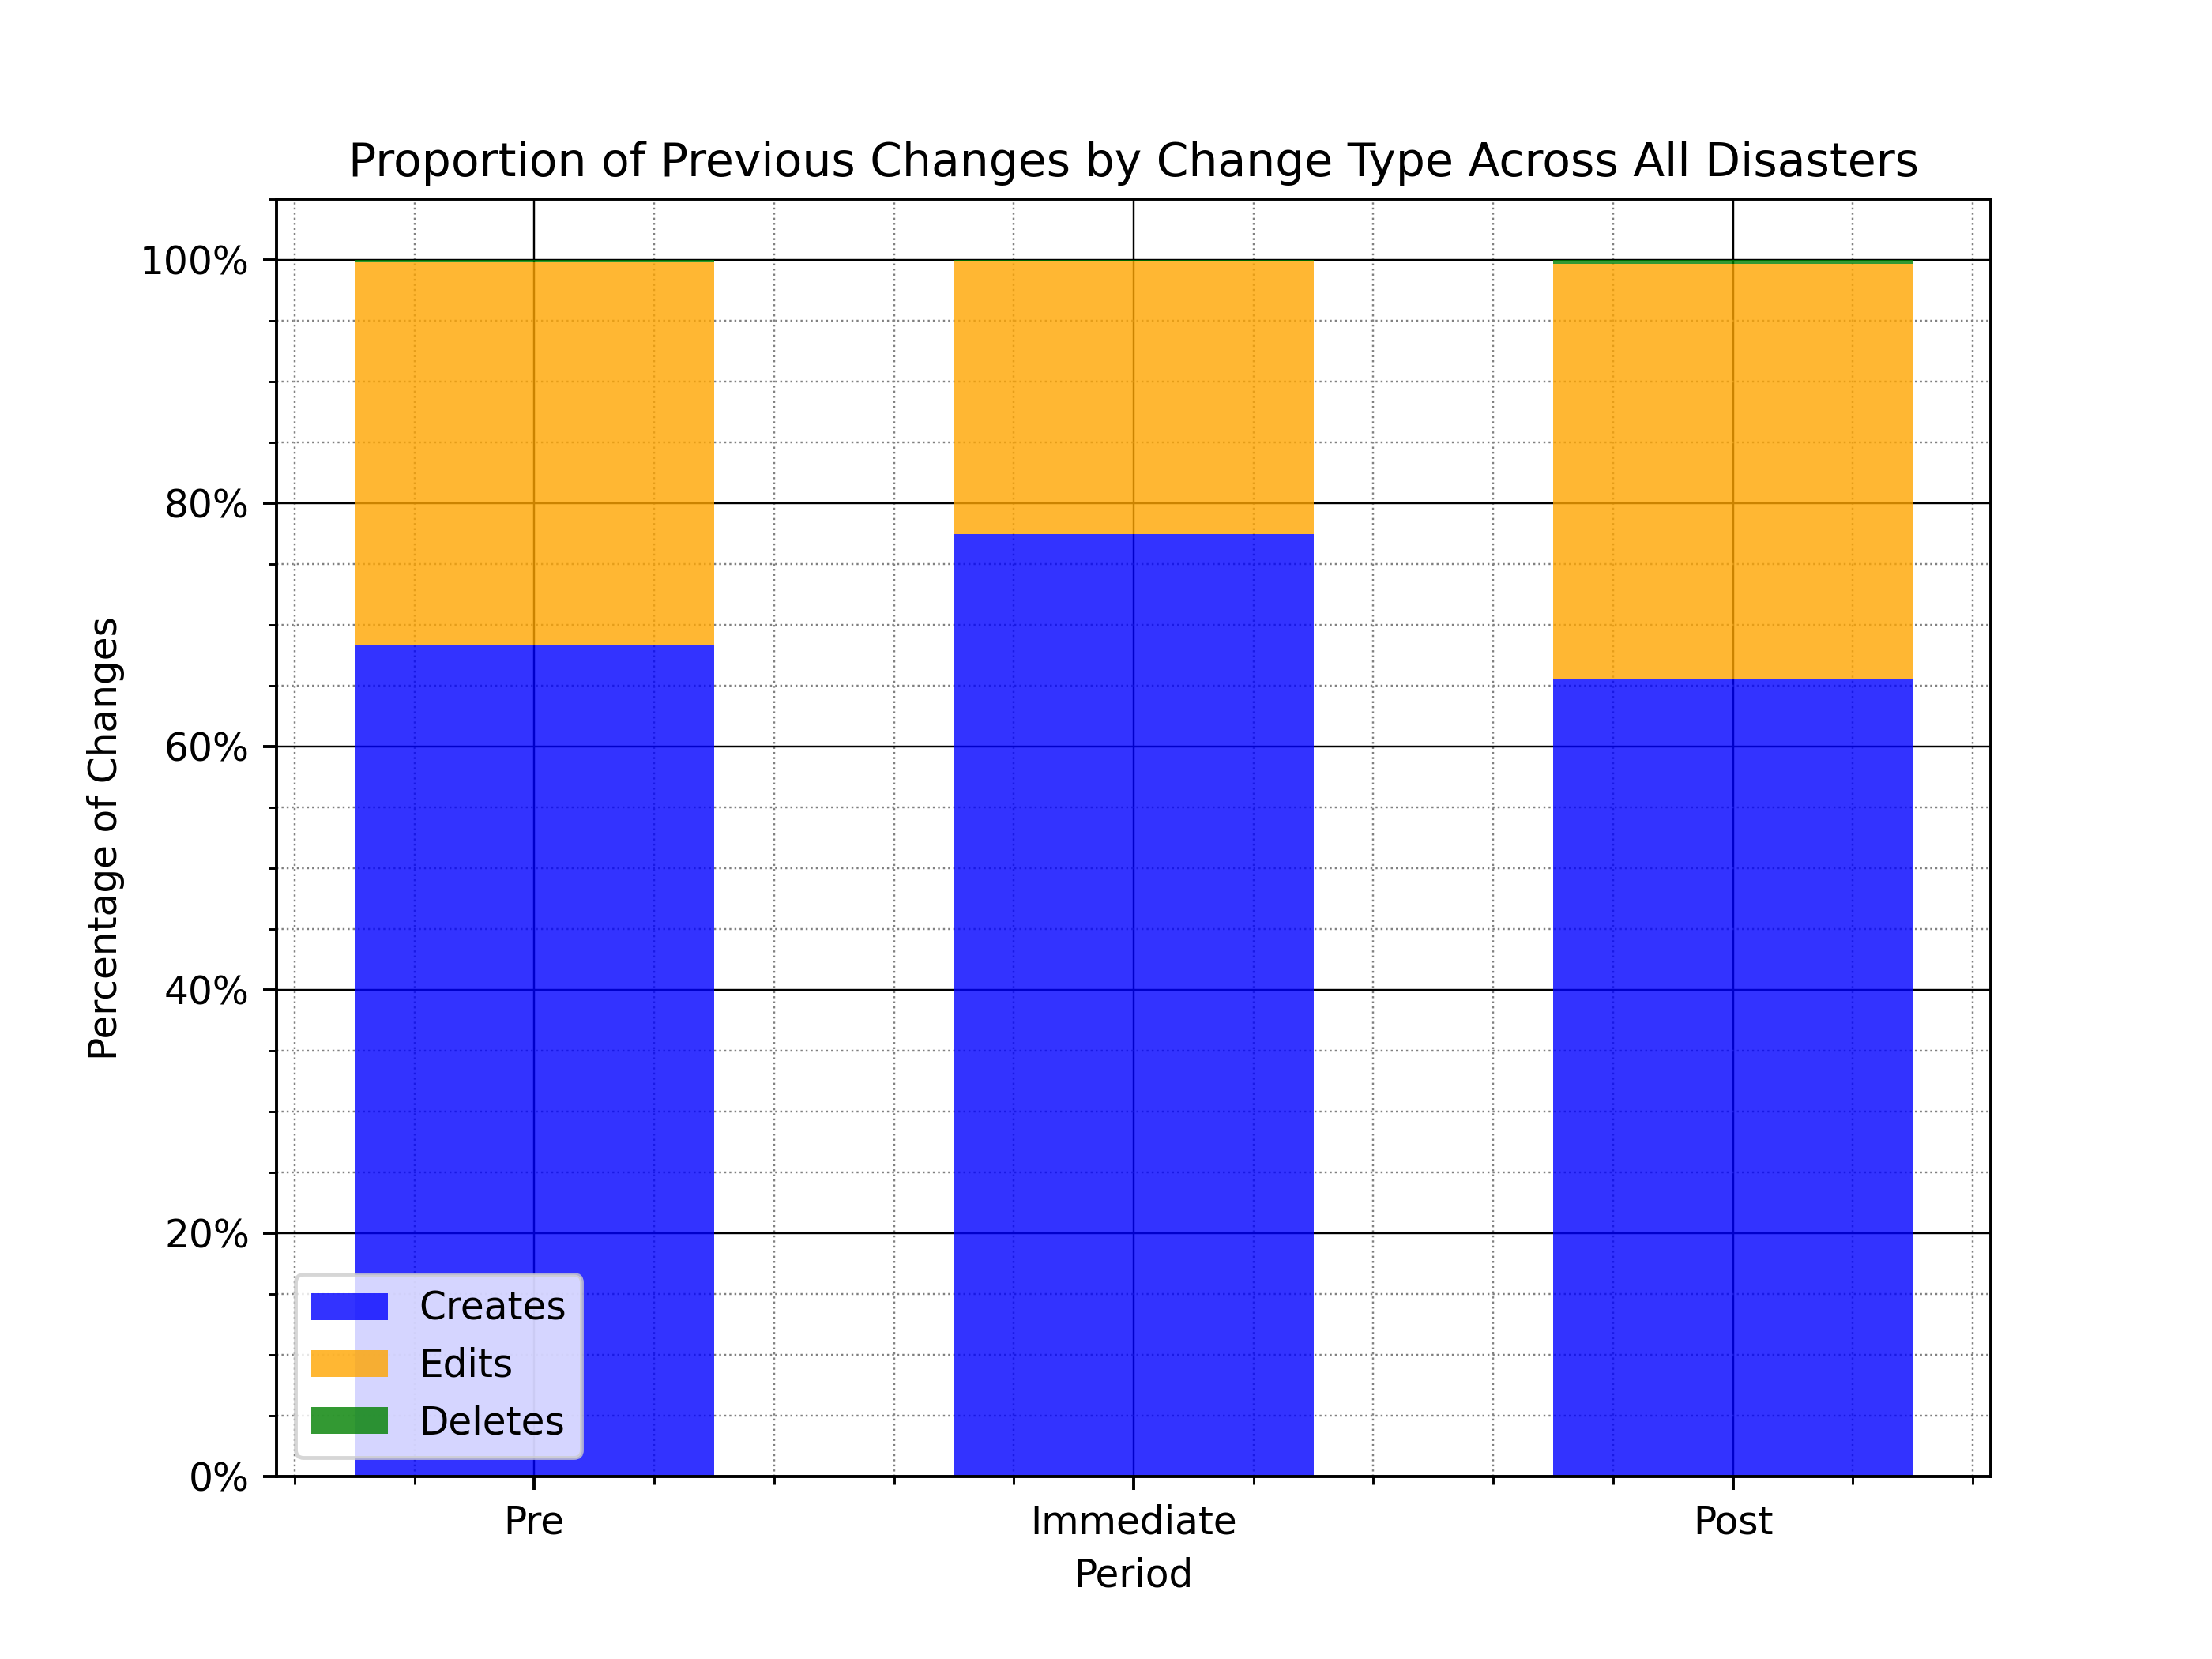 Proportion of Previous Changes by Change Type Across All Disasters
Percentage of Changes
100%
80%
60%
40%
20%
0%
Creates
Edits
Deletes
Pre
Immediate
Post
Period